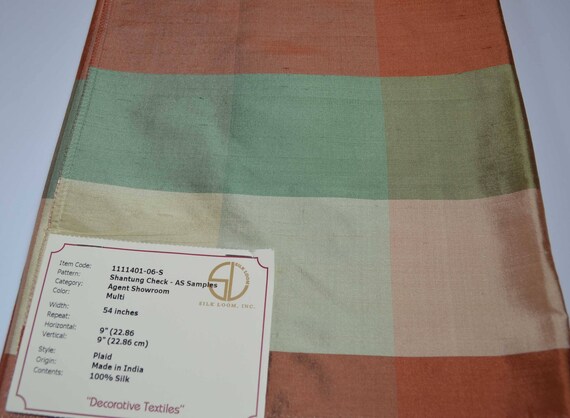 Item Code: 1111401-06-S
Pattern: Shantung Check - AS Samples
Category: Agent Showroom
Color: Multi
Width: 54 inches
Repeat:
Horizontal: 9" (22.86
Vertical: 9" (22.86 cm)
Style: Plaid
Origin: Made in India
Contents: 100% Silk
"Decorative Textiles"
SILK LOOM
SILK LOOM, INC.